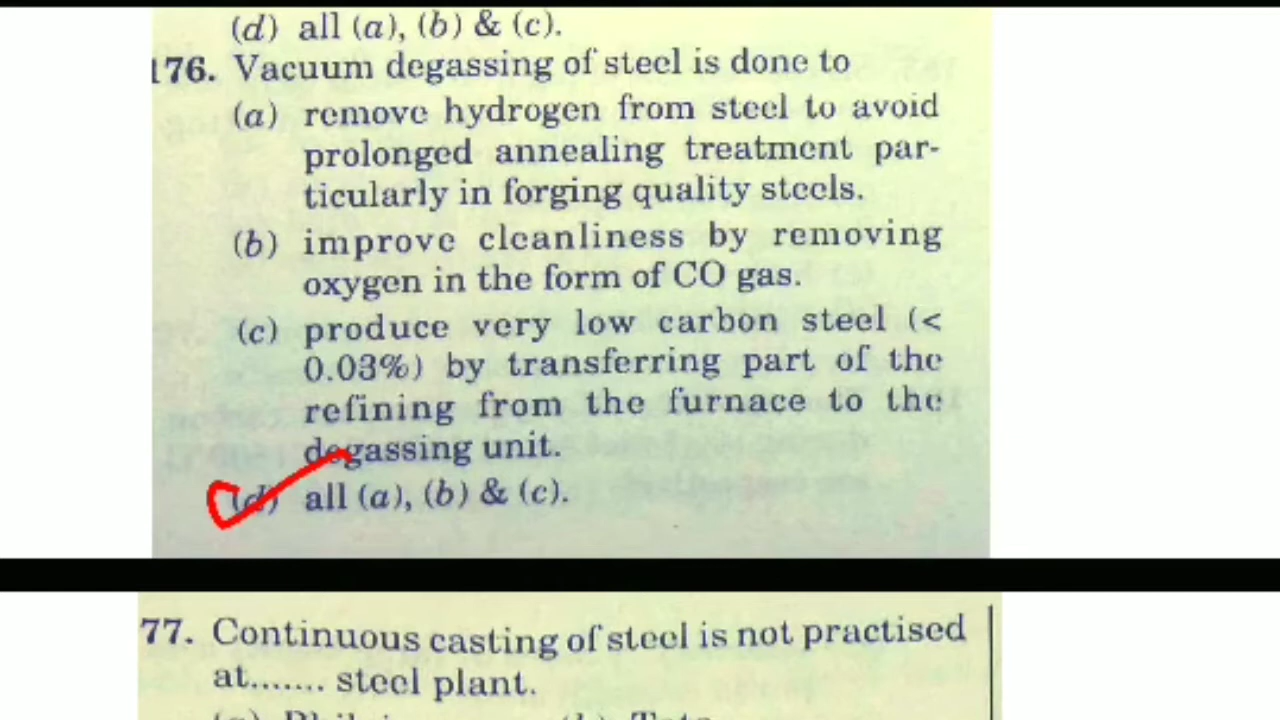 (d) all (a), (b) & (c).
176. Vacuum degassing of steel is done to
(a) remove hydrogen from steel to avoid
prolonged annealing treatment par-
ticularly in forging quality steels.
(b) improve cleanliness by removing
oxygen in the form of CO gas.
(c) produce very low carbon steel (<
0.03%) by transferring part of the
refining from the furnace to the
degassing unit.
(d) all (a), (b) & (c).
77. Continuous casting of steel is not practised
at....... steel plant.